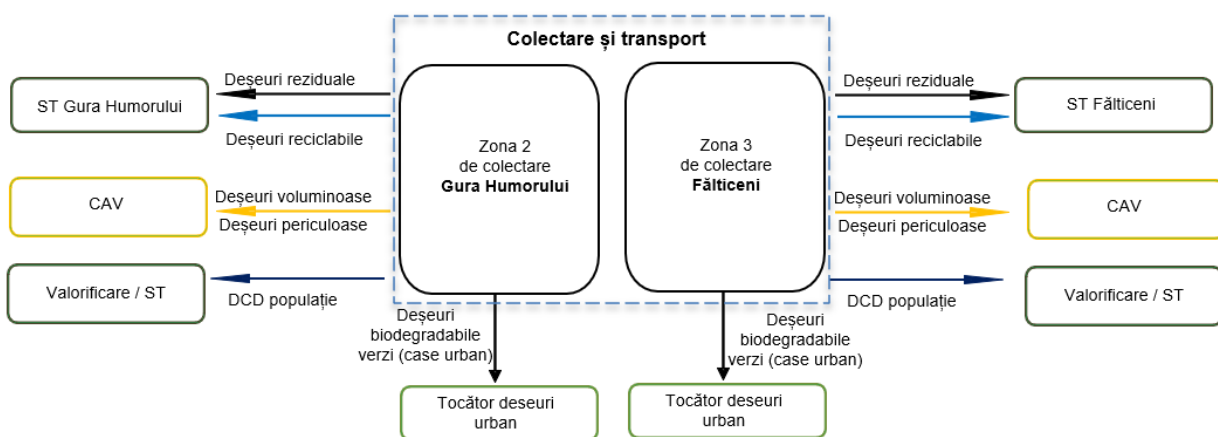 Colectare și transport
Deșeuri reziduale
ST Gura Humorului
Deșeuri reciclabile
CAV
Deșeuri voluminoase
Deșeuri periculoase
Valorificare / ST
DCD populație
Zona 2
de colectare
Gura Humorului
Zona 3
de colectare
Fălticeni
Deșeuri reziduale
ST Fălticeni
Deșeuri reciclabile
Deșeuri voluminoase
CAV
Deșeuri periculoase
Valorificare / ST
DCD populație
Deșeuri
biodegradabile
verzi (case urban)
Deșeuri
biodegradabile
verzi (case urban)
Tocător deseuri
urban
Tocător deseuri
urban